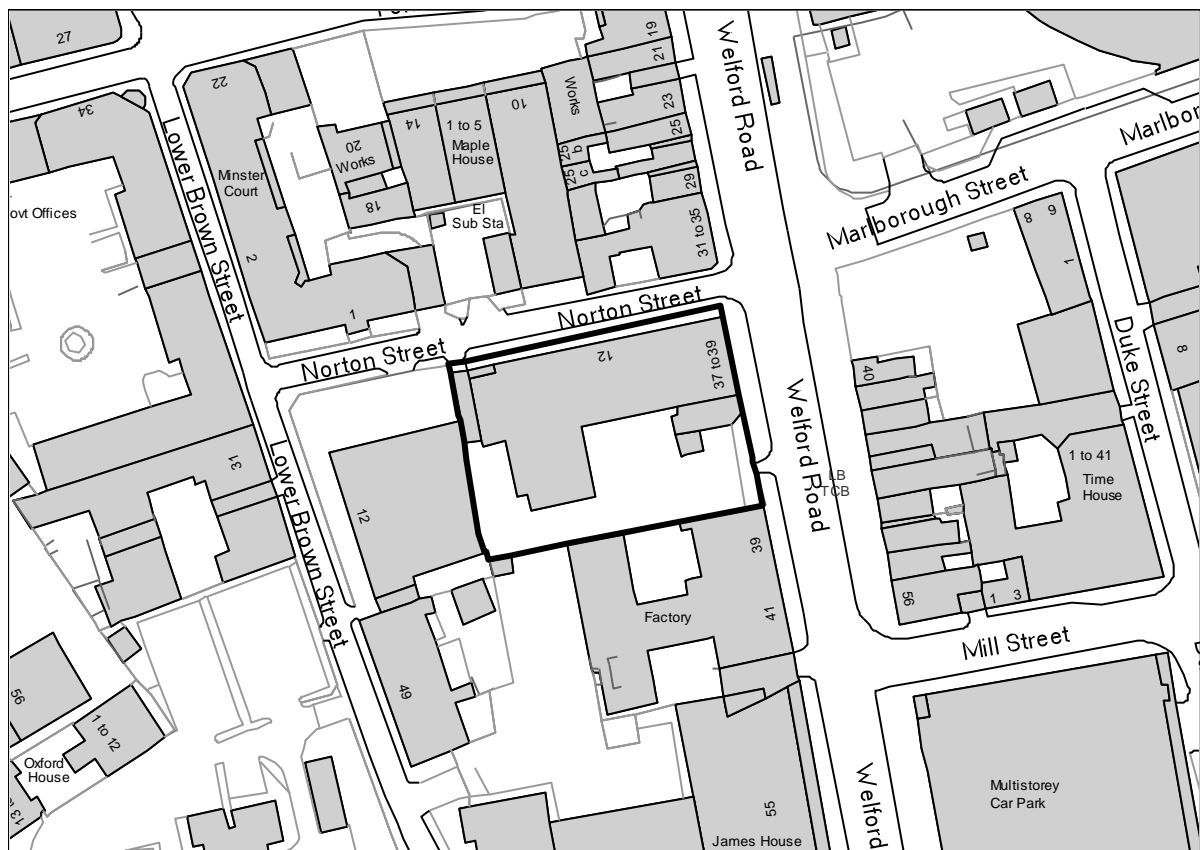 27
22
34
Lower Brown Street
Minster
Court
2
1
20
Works
18
14
1 to 5
Maple
House
10
Works
El
Sub Sta
19
21
23
25
25 b
25 c
29
31 to 35
Welford Road
Marlborough Street
8
6
1
Duke Street
8
ovt Offices
Norton Street
Norton Street
12
37 to 39
Welford Road
LB
TCB
40
1 to 41
Time
House
56
1
3
Mill Street
31
Lower Brown Street
12
49
39
41
Factory
56
1 to 12
Oxford
House
55
James House
Welford
Multistorey
Car Park